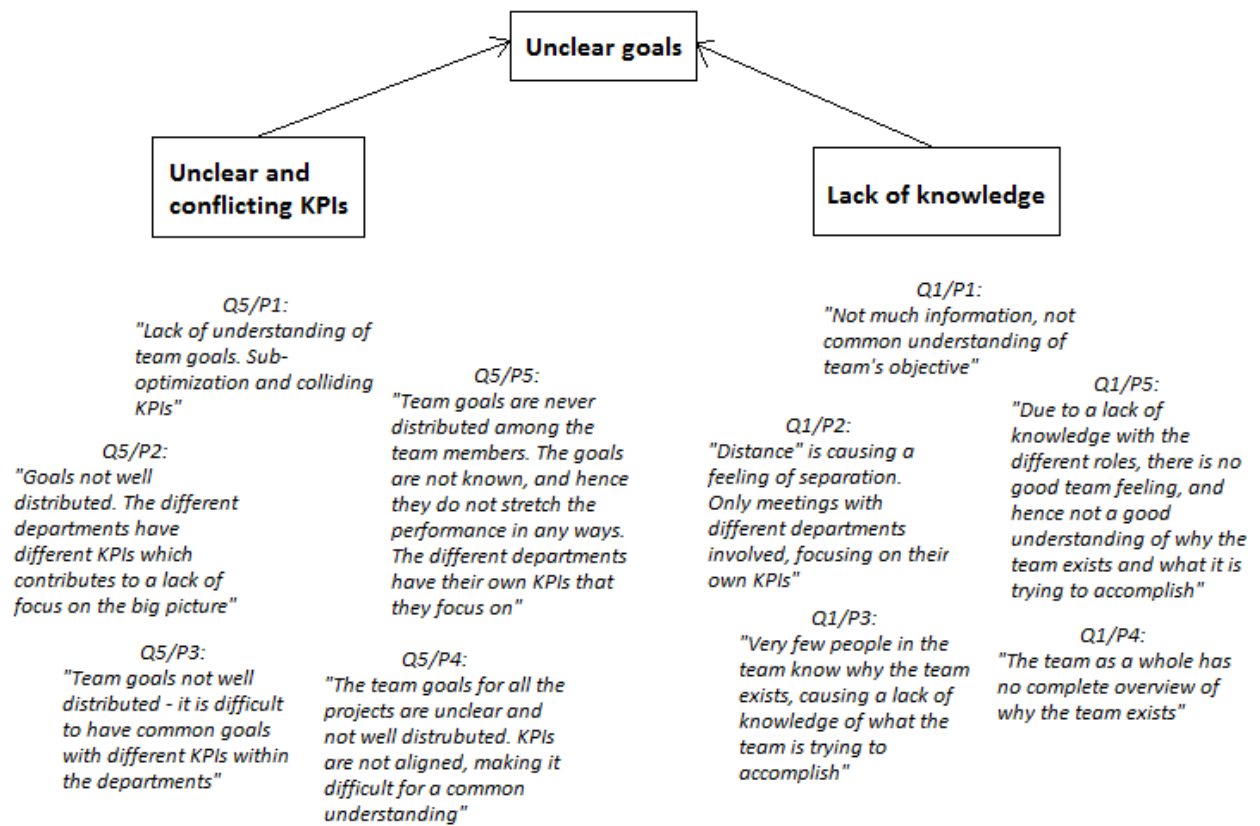 Unclear goals
Unclear and
conflicting KPIs
Lack of knowledge
Q5/P1:
"Lack of understanding of
team goals. Sub-
optimization and colliding
KPIs"
Q5/P5:
"Team goals are never
distributed among the
team members. The goals
are not known, and hence
they do not stretch the
performance in any ways.
The different departments
have their own KPIs that
they focus on"
Q5/P2:
"Goals not well
distributed. The different
departments have
different KPIs which
contributes to a lack of
focus on the big picture"
Q5/P3:
"Team goals not well
distributed - it is difficult
to have common goals
with different KPIs within
the departments"
Q5/P4:
"The team goals for all the
projects are unclear and
not well distrubuted. KPIs
are not aligned, making it
difficult for a common
understanding"
Q1/P1:
"Not much information, not
common understanding of
team's objective"
Q1/P5:
"Due to a lack of
knowledge with the
different roles, there is no
good team feeling, and
hence not a good
understanding of why the
team exists and what it is
trying to accomplish"
Q1/P2:
"Distance" is causing a
feeling of separation.
Only meetings with
different departments
involved, focusing on their
own KPIs"
Q1/P3:
"Very few people in the
team know why the team
exists, causing a lack of
knowledge of what the
team is trying to
accomplish"
Q1/P4:
"The team as a whole has
no complete overview of
why the team exists"